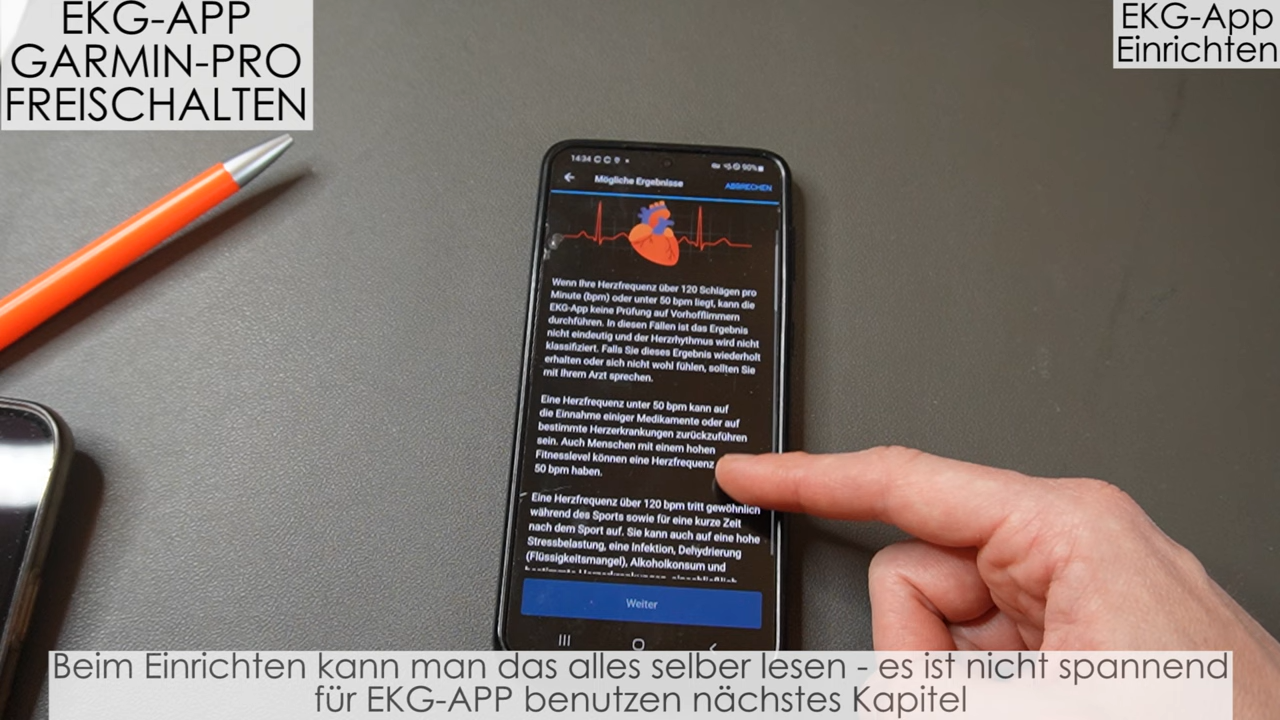 EKG-APP
GARMIN-PRO
FREISCHALTEN
EKG-App
Einrichten
14:34
90%
Mögliche Ergebnisse
ABBRECHEN
Wenn Ihre Herzfrequenz über 120 Schlägen pro
Minute (bpm) oder unter 50 bpm liegt, kann die
EKG-App keine Prüfung auf Vorhofflimmern
durchführen. In diesen Fällen ist das Ergebnis
nicht eindeutig und der Herzrhythmus wird nicht
klassifiziert. Falls Sie dieses Ergebnis wiederholt
erhalten oder sich nicht wohl fühlen, sollten Sie
mit Ihrem Arzt sprechen.
Eine Herzfrequenz unter 50 bpm kann auf
die Einnahme einiger Medikamente oder auf
bestimmte Herzerkrankungen zurückzuführen
sein. Auch Menschen mit einem hohen
Fitnesslevel können eine Herzfrequenz
50 bpm haben.
Eine Herzfrequenz über 120 bpm tritt gewöhnlich
während des Sports sowie für eine kurze Zeit
nach dem Sport auf. Sie kann auch auf eine hohe
Stressbelastung, eine Infektion, Dehydrierung
(Flüssigkeitsmangel), Alkoholkonsum und
Weiter
Beim Einrichten kann man das alles selber lesen - es ist nicht spannend
für EKG-APP benutzen nächstes Kapitel